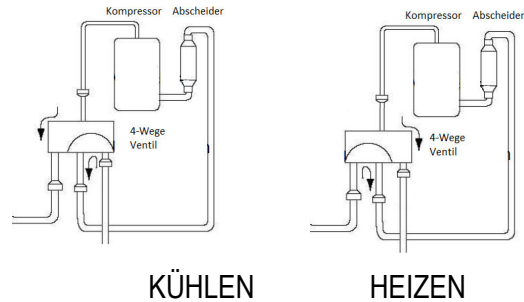 Kompressor Abscheider
4-Wege
Ventil
Kompressor Abscheider
4-Wege
Ventil
KÜHLEN
HEIZEN